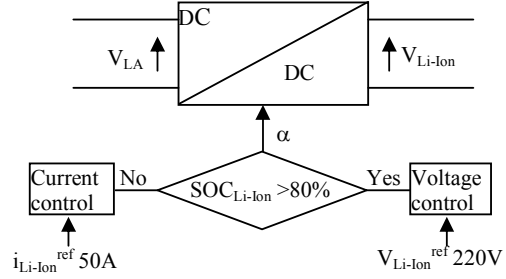 DC
V_LA
DC
V_Li-Ion
α
Current control
No
SOC_Li-Ion >80%
Yes
Voltage control
i_Li-Ion^ref 50A
V_Li-Ion^ref 220V